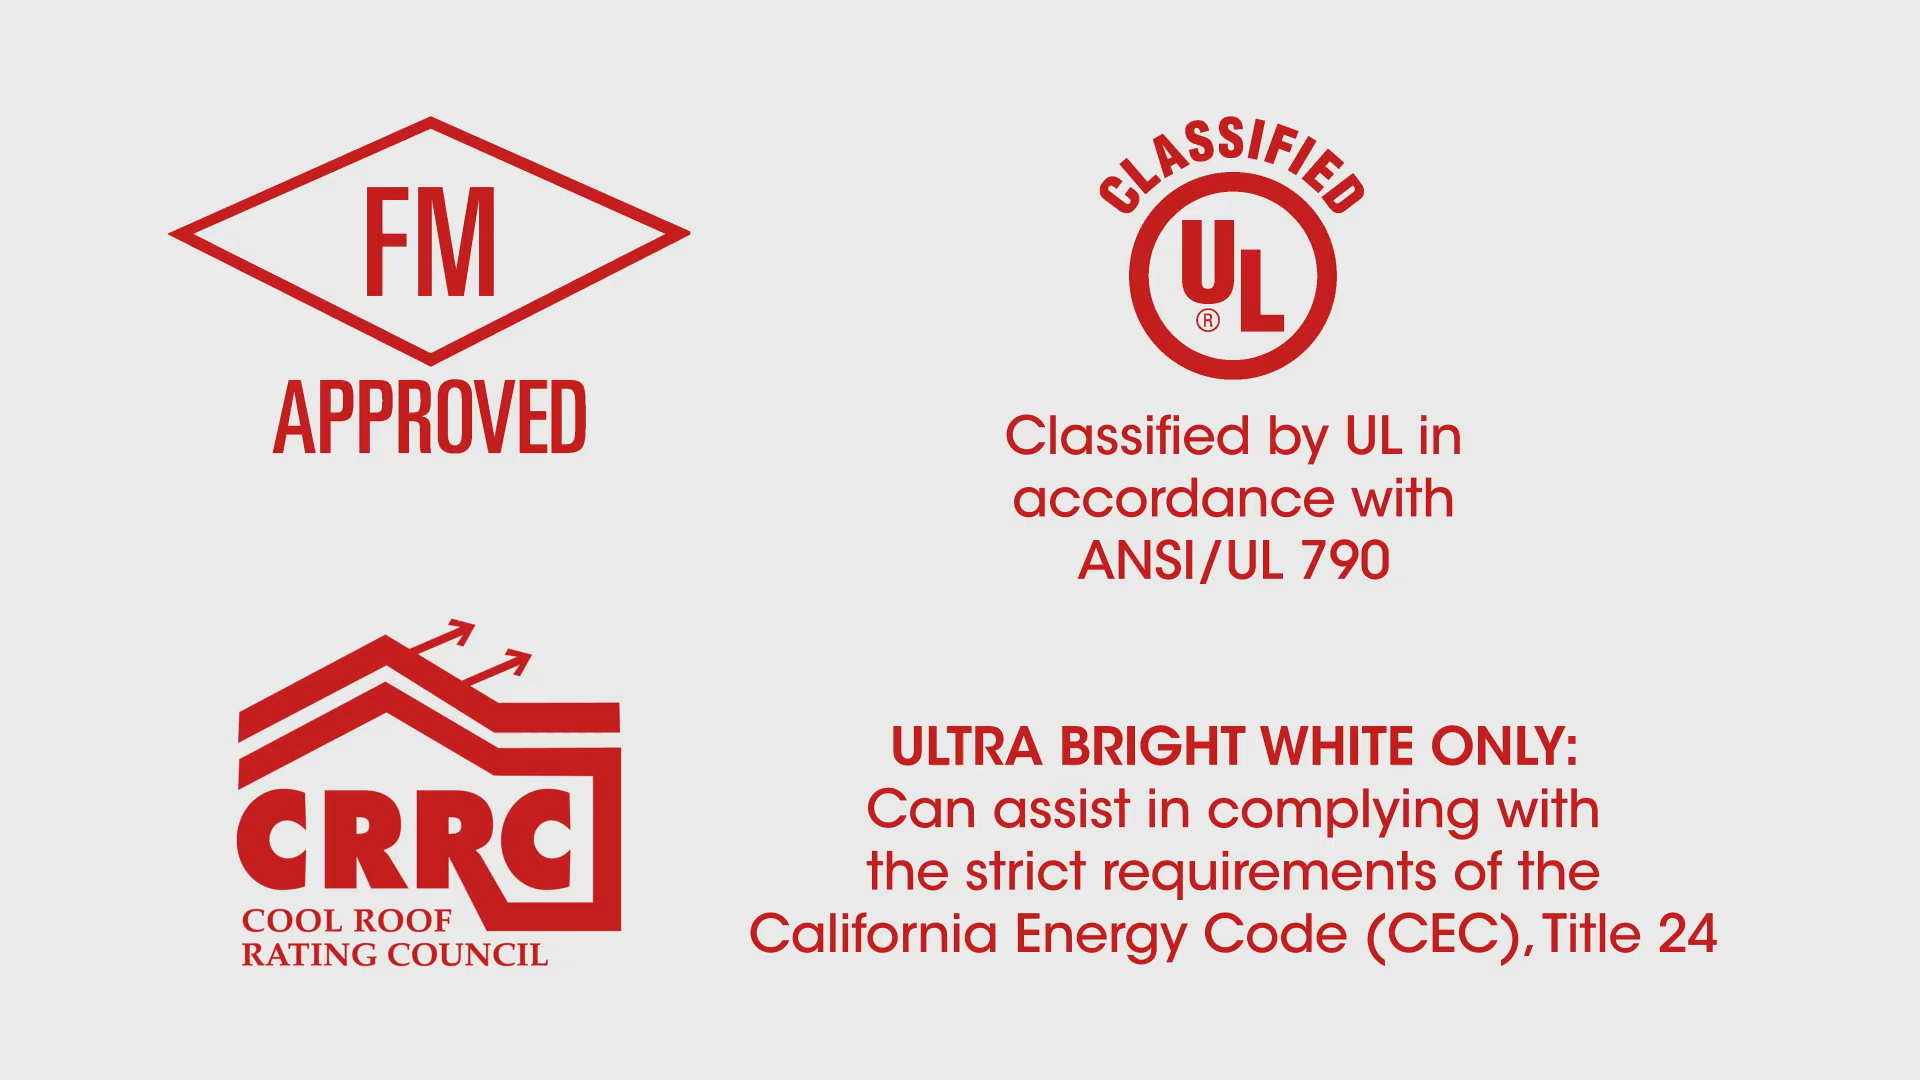 FM
APPROVED
CLASSIFIED
UL
®
Classified by UL in
accordance with
ANSI/UL 790
CRRC
COOL ROOF
RATING COUNCIL
ULTRA BRIGHT WHITE ONLY:
Can assist in complying with
the strict requirements of the
California Energy Code (CEC), Title 24